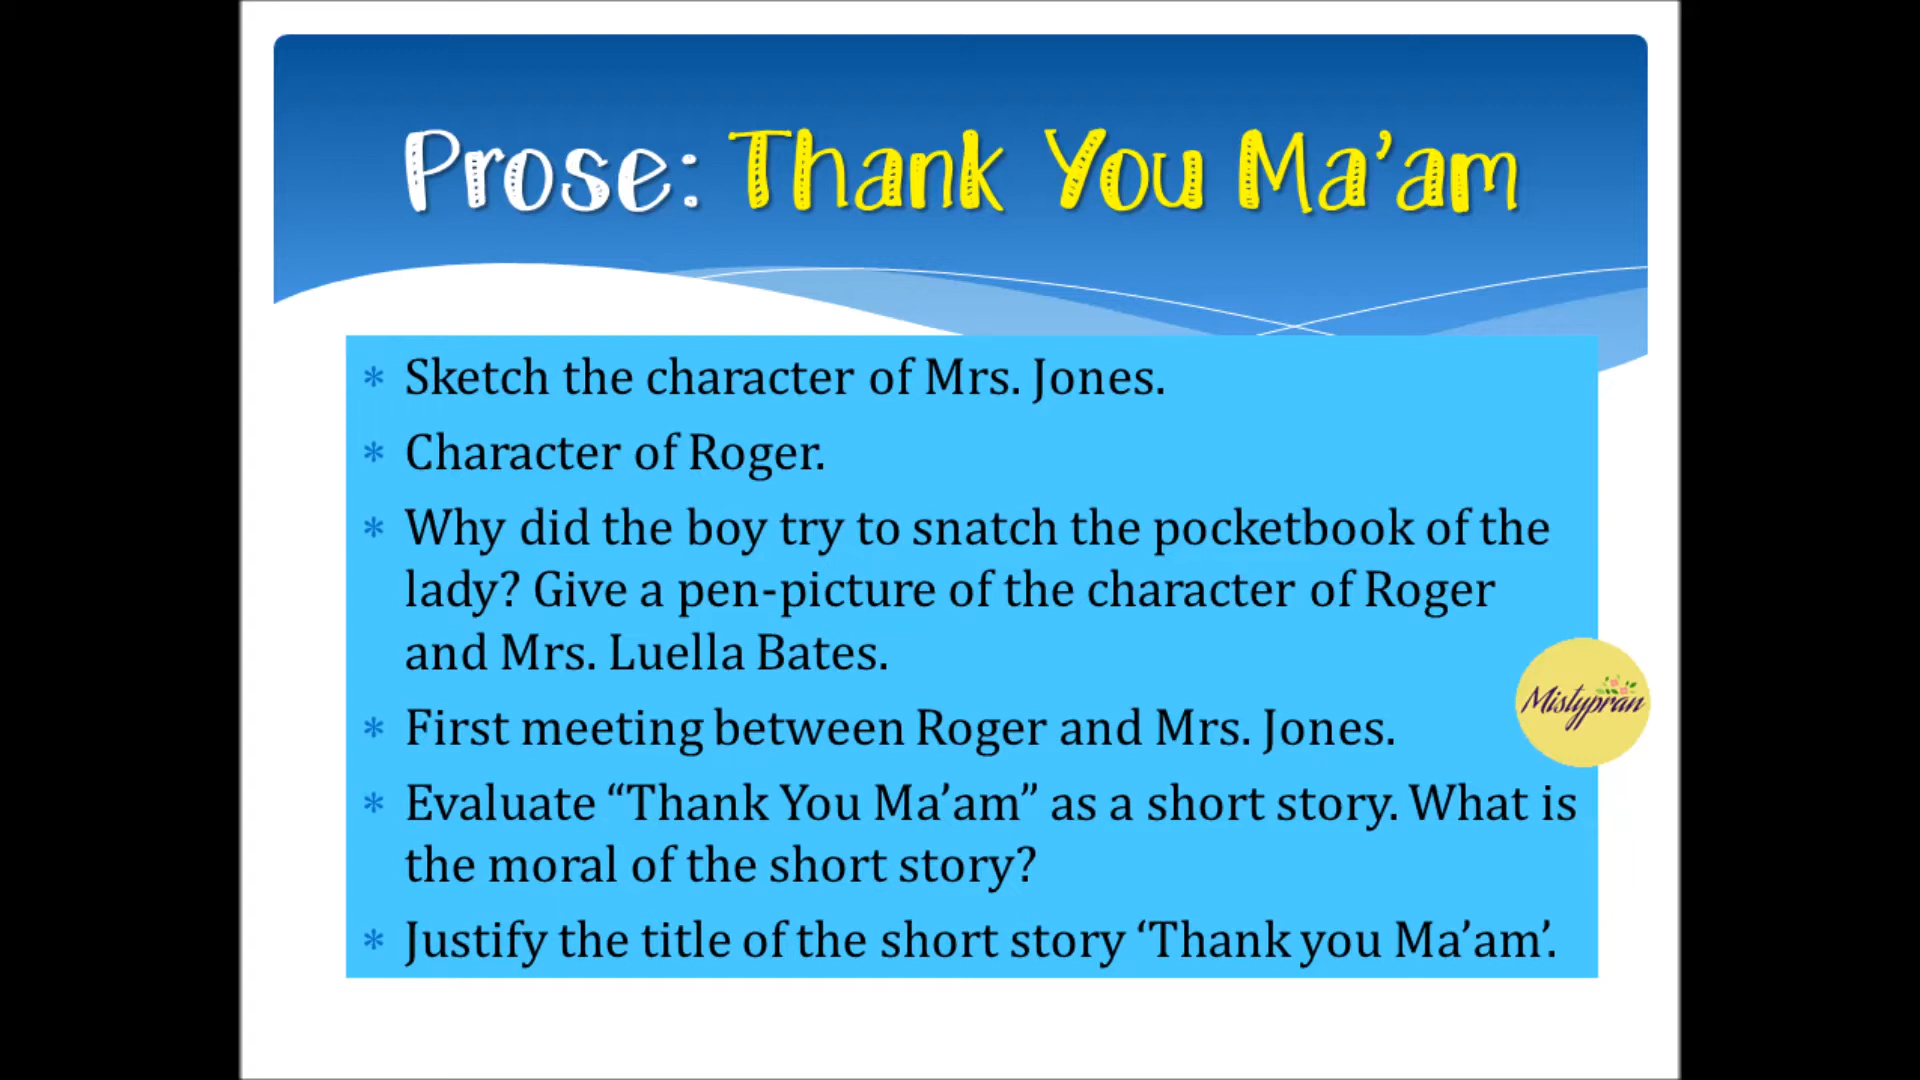 Prose: Thank You Ma’am
* Sketch the character of Mrs. Jones.
* Character of Roger.
* Why did the boy try to snatch the pocketbook of the
lady? Give a pen-picture of the character of Roger
and Mrs. Luella Bates.
* First meeting between Roger and Mrs. Jones.
* Evaluate “Thank You Ma’am” as a short story. What is
the moral of the short story?
* Justify the title of the short story ‘Thank you Ma’am’.
Mistypran